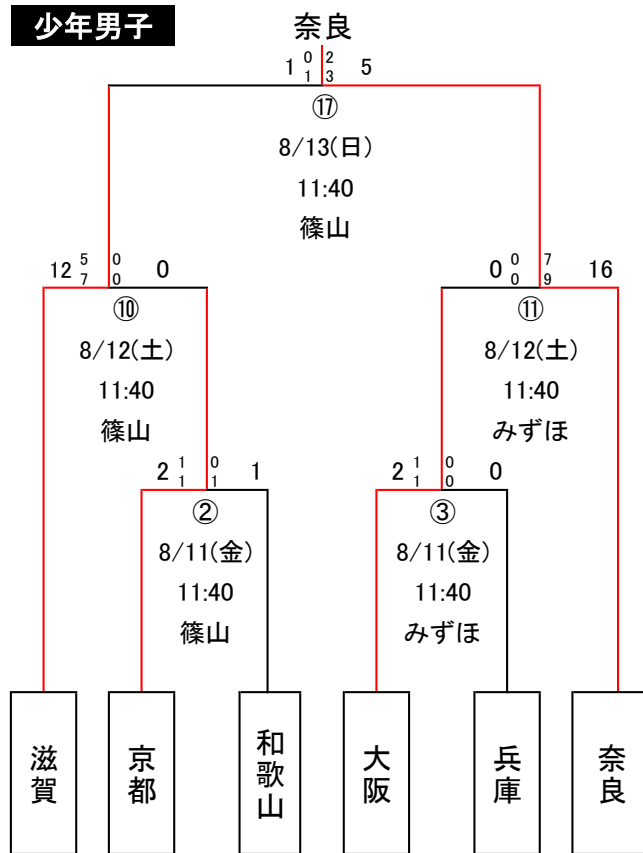 少年男子
奈良
1 0 2 5
1 3
⑰
8/13(日)
11:40
篠山
12 5 0 0
7 0
0 0 7 16
0 9
⑩
⑪
8/12(土)
8/12(土)
11:40
11:40
篠山
みずほ
2 1 0 1
1 1
2 1 0 0
1 0
②
③
8/11(金)
8/11(金)
11:40
11:40
篠山
みずほ
滋賀
京都
和歌山
大阪
兵庫
奈良